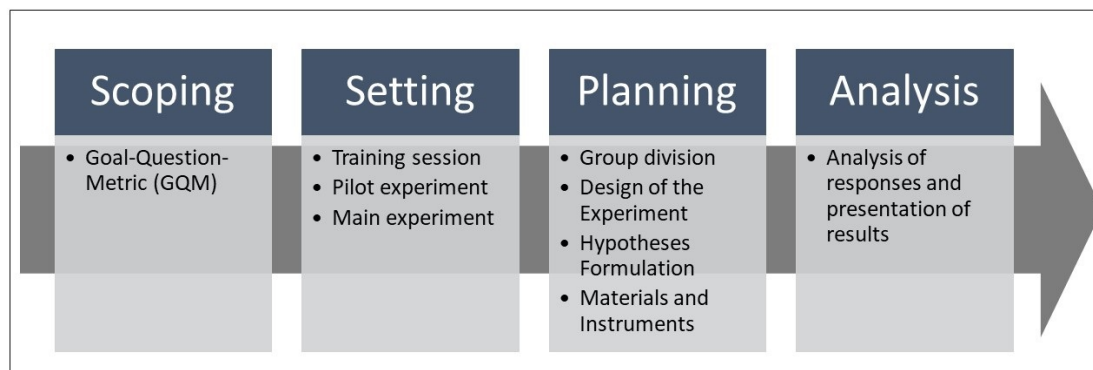 Scoping
• Goal-Question-
Metric (GQM)
Setting
• Training session
• Pilot experiment
• Main experiment
Planning
• Group division
• Design of the
Experiment
• Hypotheses
Formulation
• Materials and
Instruments
Analysis
• Analysis of
responses and
presentation of
results